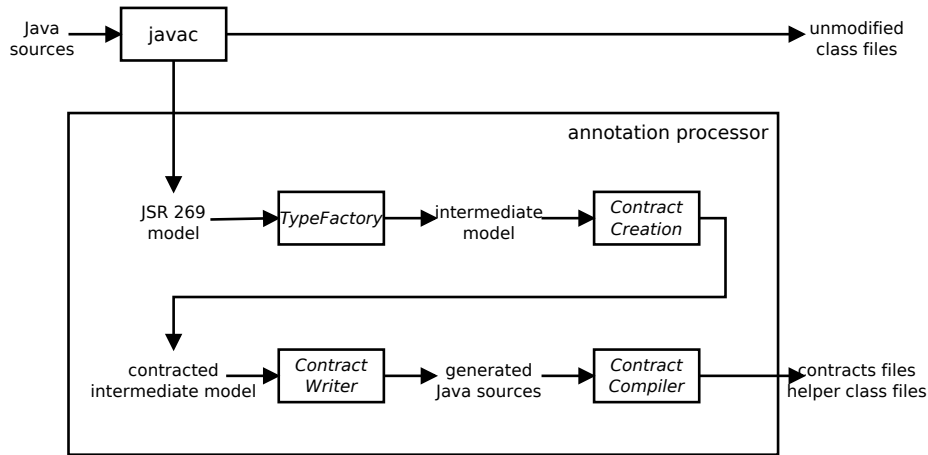 Java
sources
javac
unmodified
class files
annotation processor
JSR 269
model
TypeFactory
intermediate
model
Contract
Creation
contracted
intermediate model
Contract
Writer
generated
Java sources
Contract
Compiler
contracts files
helper class files